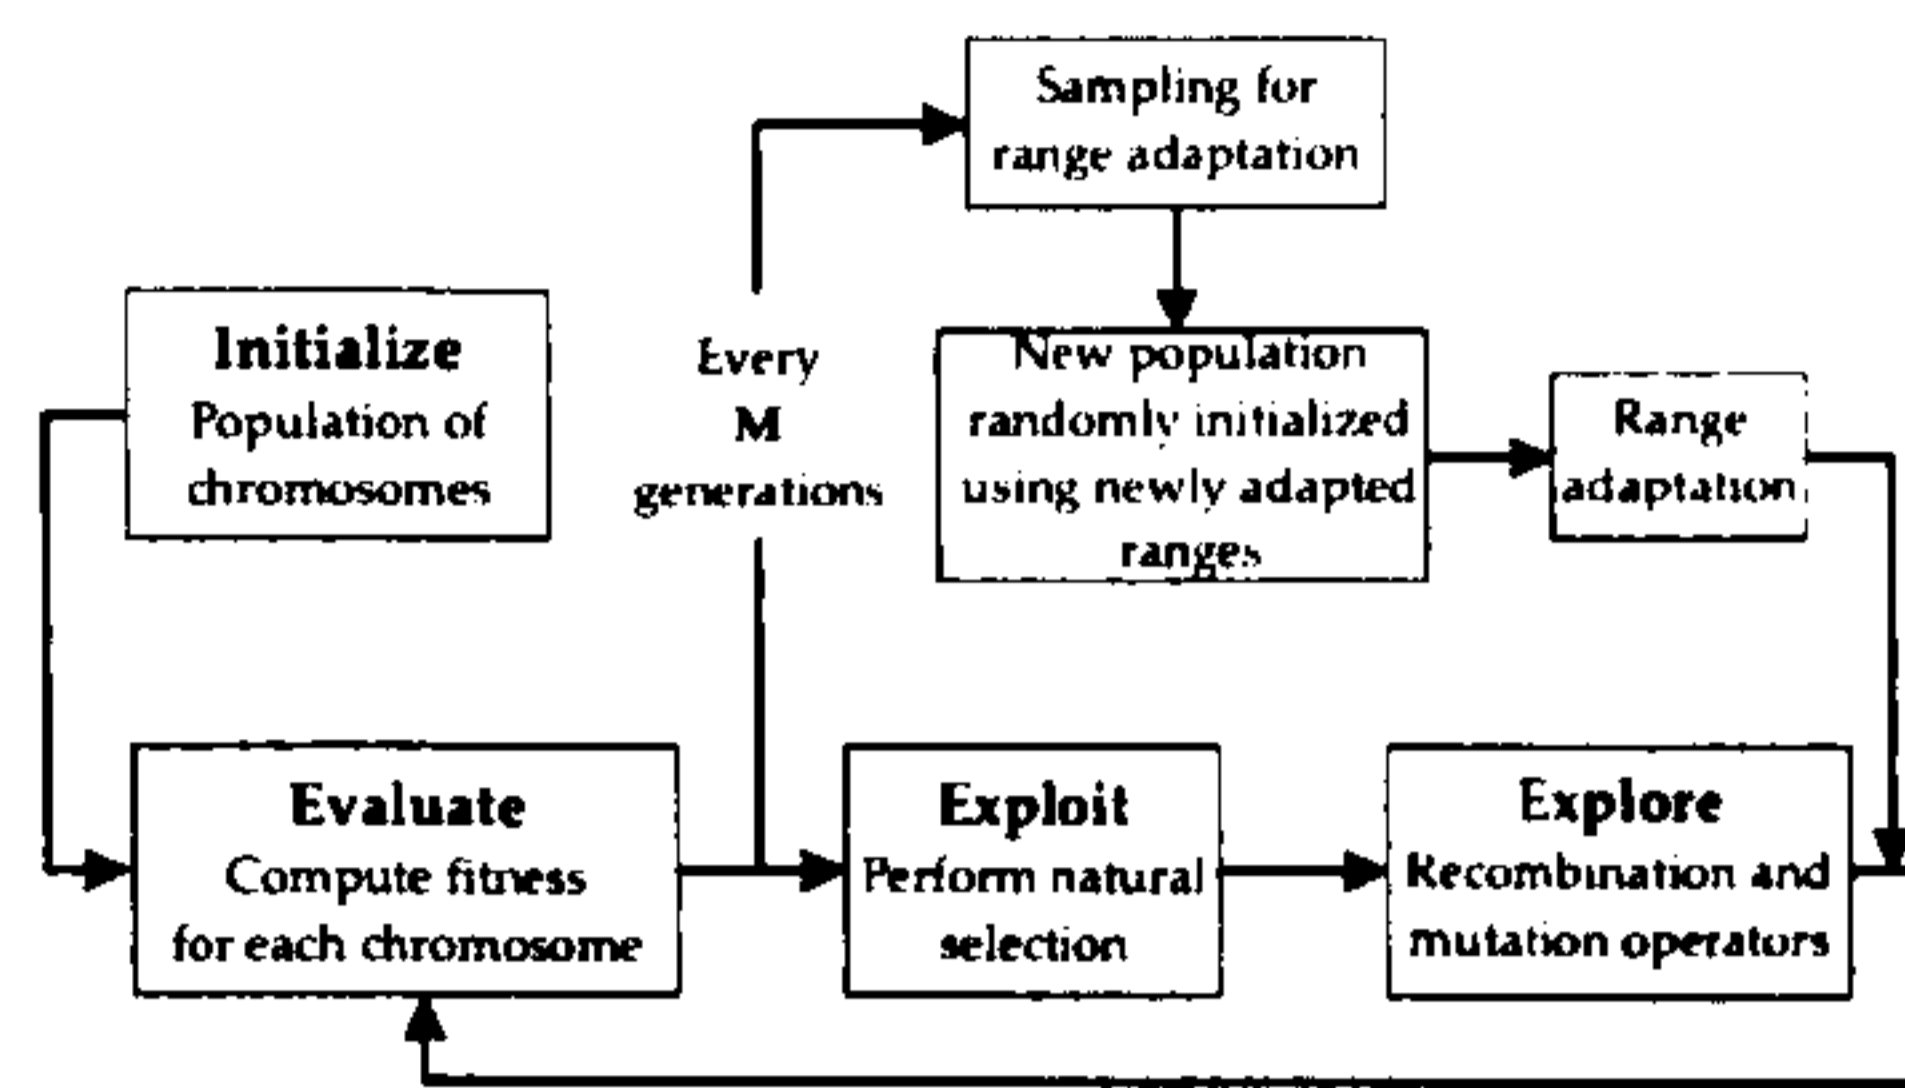 Sampling for
range adaptation
Initialize
Population of
chromosomes
Every
M
generations
New population
randomly initialized
using newly adapted
ranges
Range
adaptation
Evaluate
Compute fitness
for each chromosome
Exploit
Perform natural
selection
Explore
Recombination and
mutation operators